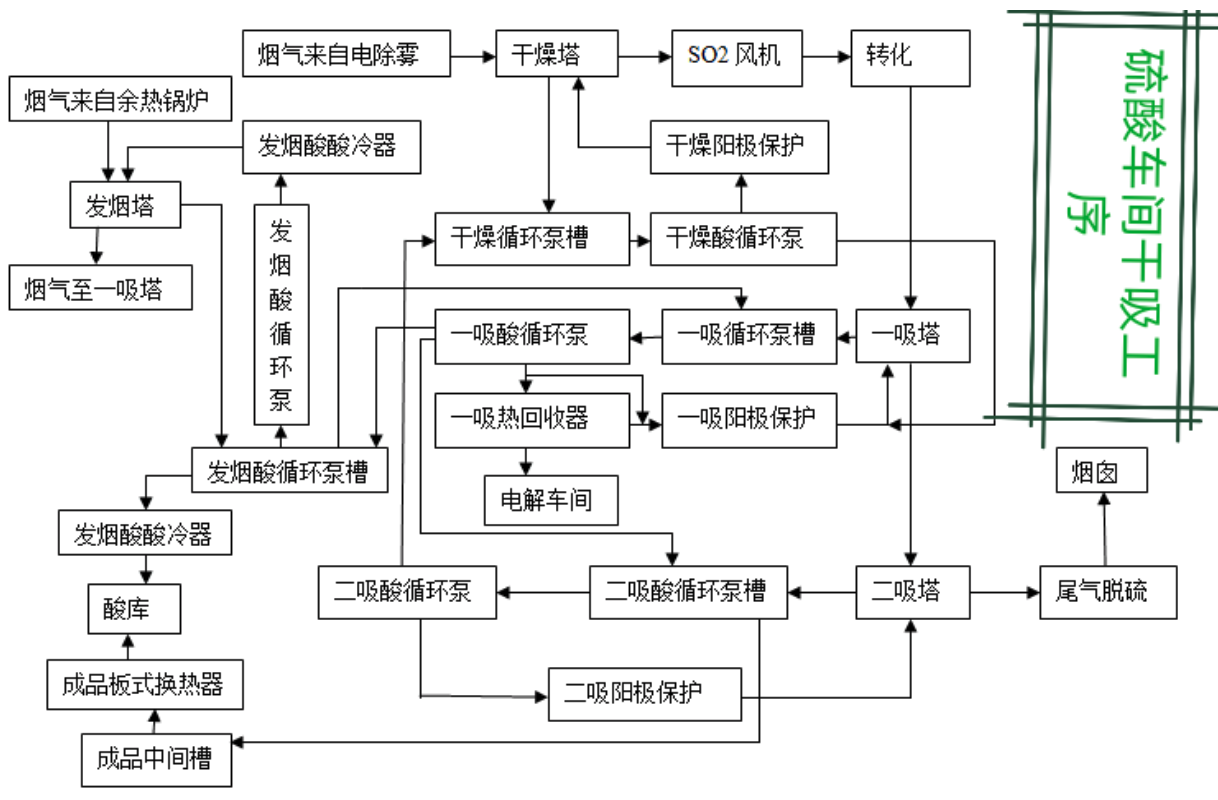 烟气来自电除雾
干燥塔
SO2 风机
转化
烟气来自余热锅炉
发烟酸酸冷器
干燥阳极保护
发烟塔
发烟酸循环泵
干燥循环泵槽
干燥酸循环泵
烟气至一吸塔
一吸酸循环泵
一吸循环泵槽
一吸塔
一吸热回收器
一吸阳极保护
发烟酸循环泵槽
电解车间
烟囱
发烟酸酸冷器
二吸酸循环泵
二吸酸循环泵槽
二吸塔
尾气脱硫
酸库
成品板式换热器
二吸阳极保护
成品中间槽
硫酸车间干吸工
序